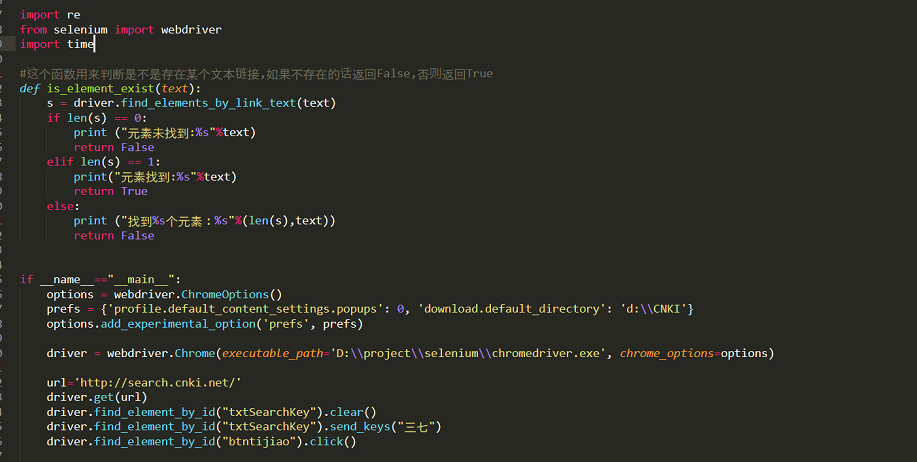 import re
from selenium import webdriver
import time
#这个函数用来判断是不是存在某个文本链接,如果不存在的话返回False,否则返回True
def is_element_exist(text):
    s = driver.find_elements_by_link_text(text)
    if len(s) == 0:
        print ("元素未找到:%s"%text)
        return False
    elif len(s) == 1:
        print("元素找到:%s"%text)
        return True
    else:
        print ("找到%s个元素：%s"%(len(s),text))
        return False
if __name__=="__main__":
    options = webdriver.ChromeOptions()
    prefs = {'profile.default_content_settings.popups': 0, 'download.default_directory': 'd:\\CNKI'}
    options.add_experimental_option('prefs', prefs)
    driver = webdriver.Chrome(executable_path='D:\\project\\selenium\\chromedriver.exe', chrome_options=options)
    url='http://search.cnki.net/'
    driver.get(url)
    driver.find_element_by_id("txtSearchKey").clear()
    driver.find_element_by_id("txtSearchKey").send_keys("三七")
    driver.find_element_by_id("btntijiao").click()